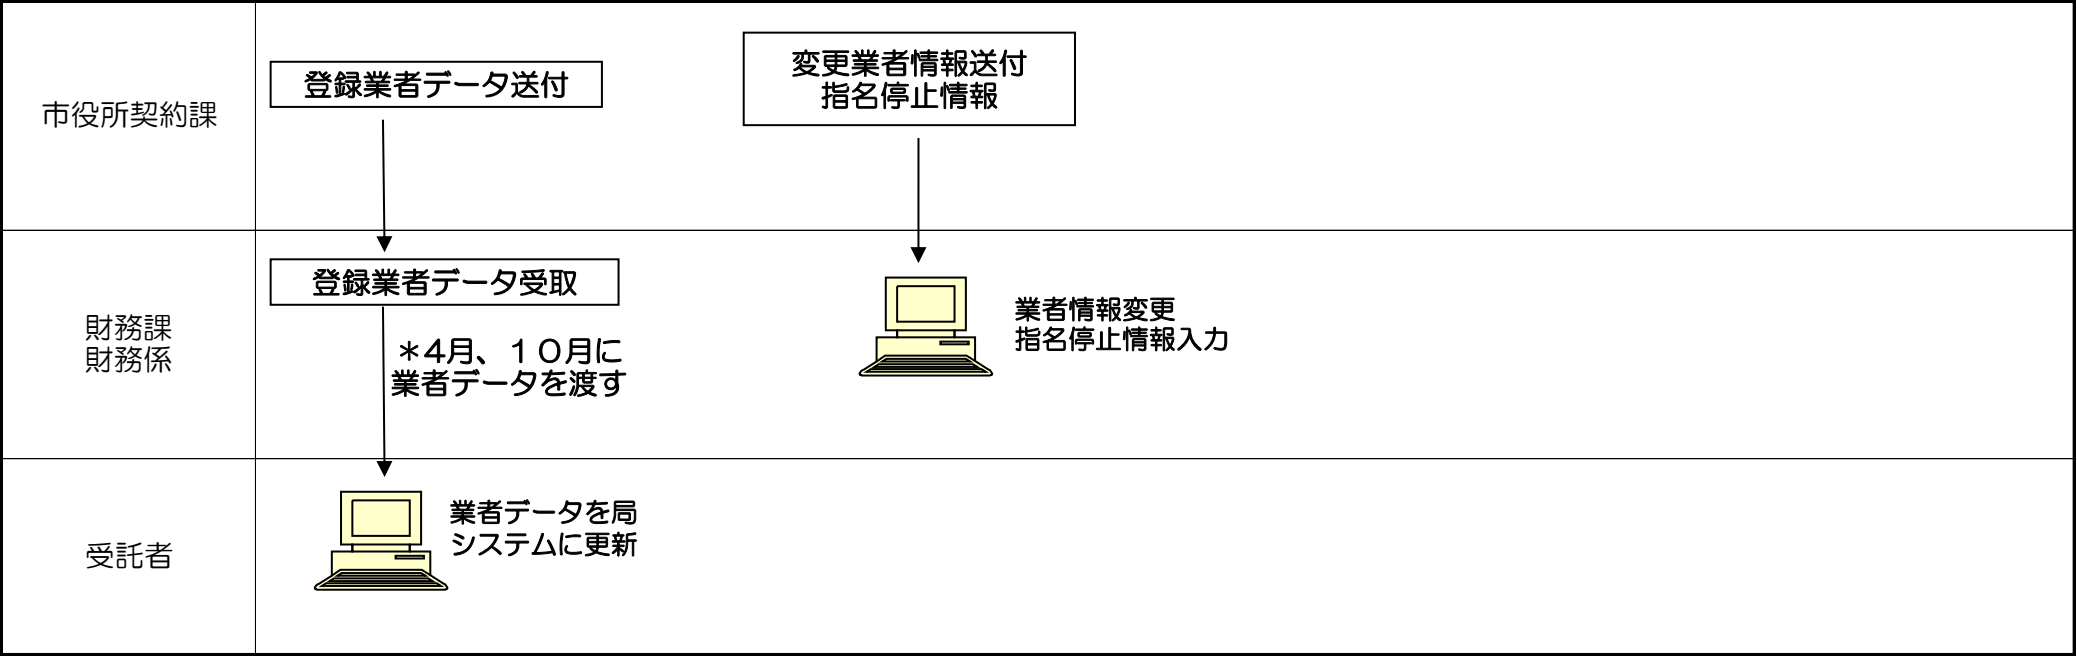 市役所契約課
登録業者データ送付
変更業者情報送付
指名停止情報
財務課
財務係
登録業者データ受取
＊4月、１０月に
業者データを渡す
業者情報変更
指名停止情報入力
受託者
業者データを局
システムに更新